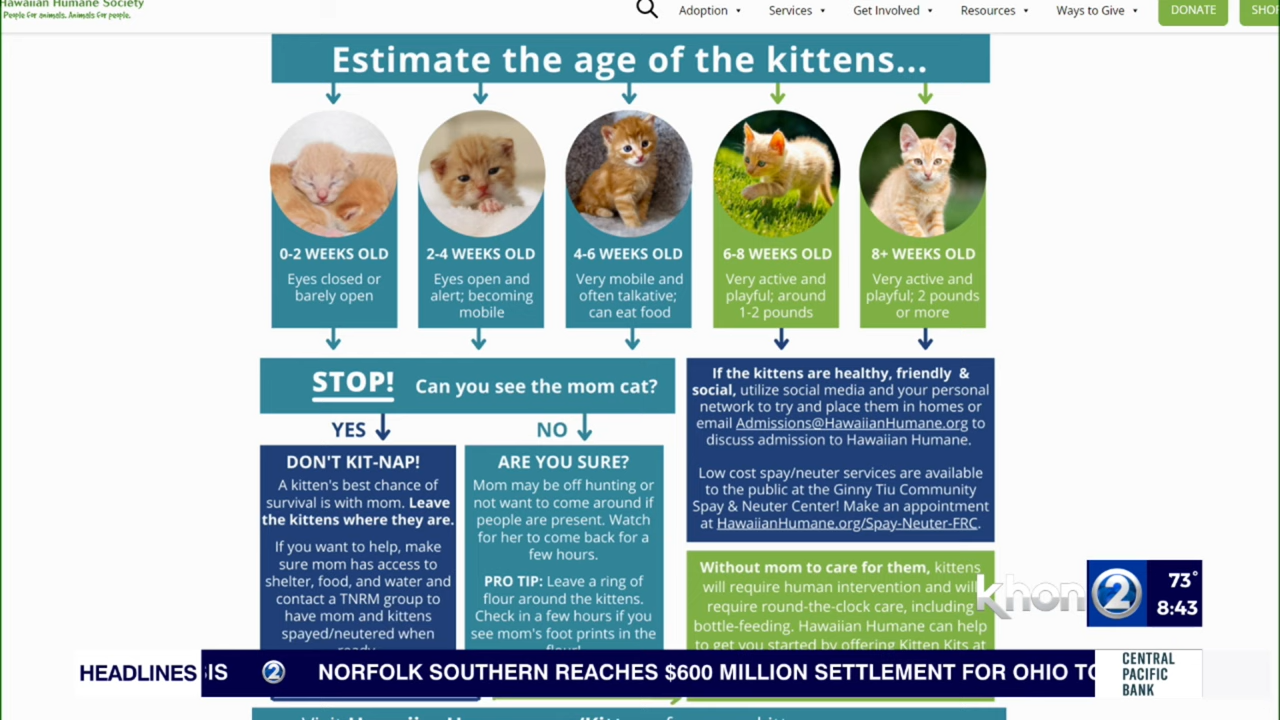 Hawaiian Humane Society
People for animals. Animals for people.
Adoption
Services
Get Involved
Resources
Ways to Give
DONATE
Estimate the age of the kittens...
0-2 WEEKS OLD
Eyes closed or
barely open
2-4 WEEKS OLD
Eyes open and
alert; becoming
mobile
4-6 WEEKS OLD
Very mobile and
often talkative;
can eat food
6-8 WEEKS OLD
Very active and
playful; around
1-2 pounds
8+ WEEKS OLD
Very active and
playful; 2 pounds
or more
STOP! Can you see the mom cat?
YES
DON'T KIT-NAP!
A kitten's best chance of
survival is with mom. Leave
the kittens where they are.
If you want to help, make
sure mom has access to
shelter, food, and water and
contact a TNRM group to
have mom and kittens
spayed/neutered when
NO
ARE YOU SURE?
Mom may be off hunting or
not want to come around if
people are present. Watch
for her to come back for a
few hours.
PRO TIP: Leave a ring of
flour around the kittens.
Check in a few hours if you
see mom's foot prints in the
flour!
If the kittens are healthy, friendly &
social, utilize social media and your personal
network to try and place them in homes or
email Admissions@HawaiianHumane.org to
discuss admission to Hawaiian Humane.
Low cost spay/neuter services are available
to the public at the Ginny Tiu Community
Spay & Neuter Center! Make an appointment
at HawaiianHumane.org/Spay-Neuter-FRC.
Without mom to care for them, kittens
will require human intervention and will
require round-the-clock care, including
bottle-feeding. Hawaiian Humane can help
to get you started by offering Kitten Kits at
khon 2
73°
8:43
HEADLINES SIS 2 NORFOLK SOUTHERN REACHES $600 MILLION SETTLEMENT FOR OHIO
CENTRAL
PACIFIC
BANK